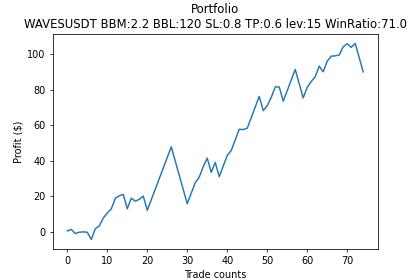 Portfolio
WAVESUSDT BBM:2.2 BBL:120 SL:0.8 TP:0.6 lev:15 WinRatio:71.0
100
80
60
40
20
0
Profit ($)
0 10 20 30 40 50 60 70
Trade counts